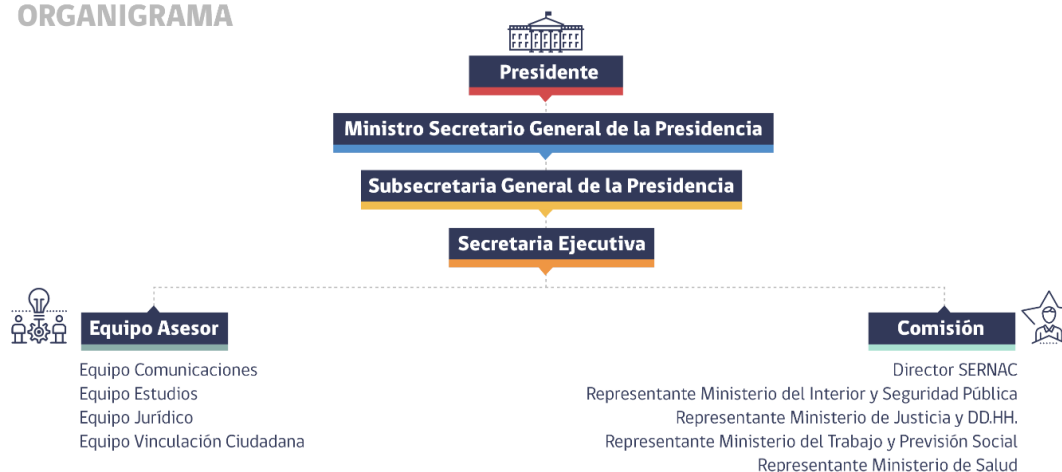 ORGANIGRAMA
Presidente
Ministro Secretario General de la Presidencia
Subsecretaria General de la Presidencia
Secretaria Ejecutiva
Equipo Asesor
Equipo Comunicaciones
Equipo Estudios
Equipo Jurídico
Equipo Vinculación Ciudadana
Comisión
Director SERNAC
Representante Ministerio del Interior y Seguridad Pública
Representante Ministerio de Justicia y DD.HH.
Representante Ministerio del Trabajo y Previsión Social
Representante Ministerio de Salud